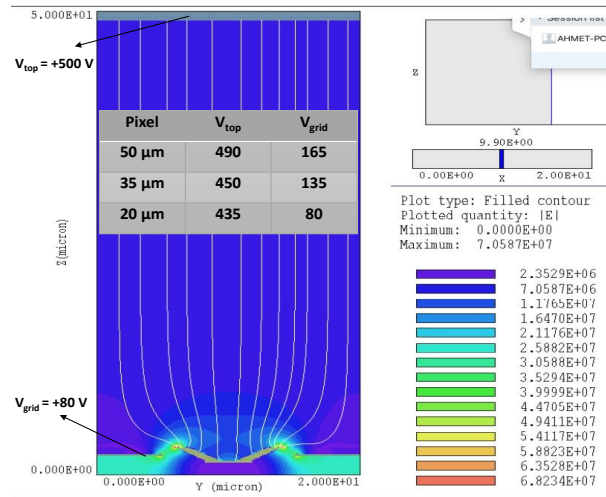 5.000E+01
V_top = +500 V
Pixel V_top V_grid
50 µm 490 165
35 µm 450 135
20 µm 435 80
Z(micron)
V_grid = +80 V
0.000E+00
0.000E+00 2.000E+01
Y (micron)
Session list
AHMET-PC
Z
Y
9.90E+00
0.00E+00 X 2.00E+01
Plot type: Filled contour
Plotted quantity: |E|
Minimum: 0.0000E+00
Maximum: 7.0587E+07
2.3529E+06
7.0587E+06
1.1765E+07
1.6470E+07
2.1176E+07
2.5882E+07
3.0588E+07
3.5294E+07
3.9999E+07
4.4705E+07
4.9411E+07
5.4117E+07
5.8823E+07
6.3528E+07
6.8234E+07